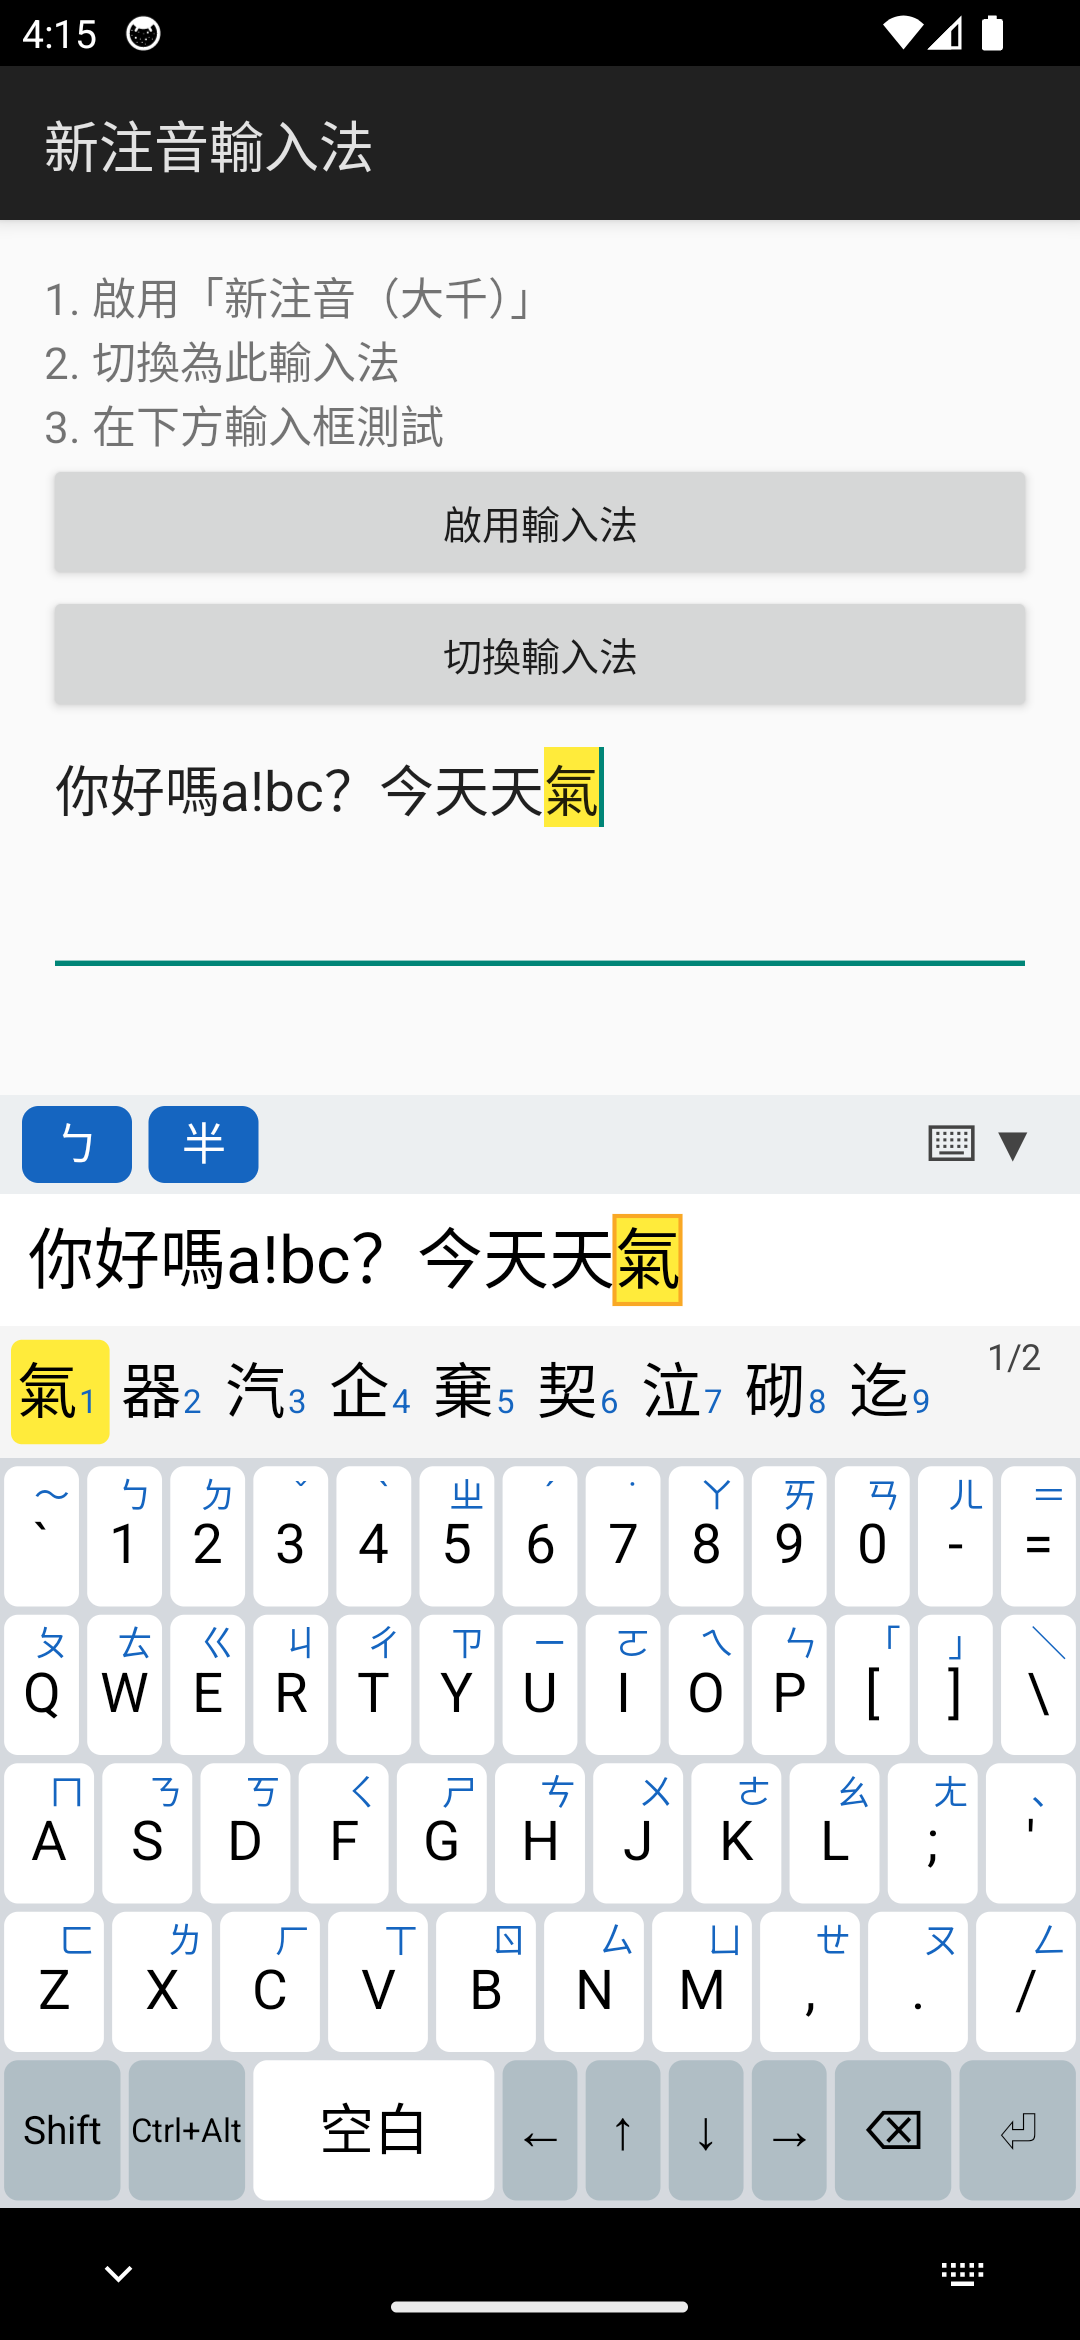 4:15
新注音輸入法
1. 啟用「新注音（大千）」
2. 切換為此輸入法
3. 在下方輸入框測試
啟用輸入法
切換輸入法
你好嗎a!bc？今天天氣
ㄅ 半 ▼
你好嗎a!bc？今天天氣
氣1 器2 汽3 企4 棄5 契6 泣7 砌8 迄9 1/2
～ ㄅ ㄉ ˇ ˋ ㄓ ˊ ˙ ㄚ ㄞ ㄢ ㄦ ＝
` 1 2 3 4 5 6 7 8 9 0 - =
ㄆ ㄊ ㄍ ㄐ ㄔ ㄗ ㄧ ㄛ ㄟ ㄣ 「 」 ＼
Q W E R T Y U I O P [ ] \
ㄇ ㄋ ㄎ ㄑ ㄕ ㄘ ㄨ ㄜ ㄠ ㄤ 、
A S D F G H J K L ; '
ㄈ ㄌ ㄏ ㄒ ㄖ ㄙ ㄩ ㄝ ㄡ ㄥ
Z X C V B N M , . /
Shift Ctrl+Alt 空白 ← ↑ ↓ → ⌫ ⏎